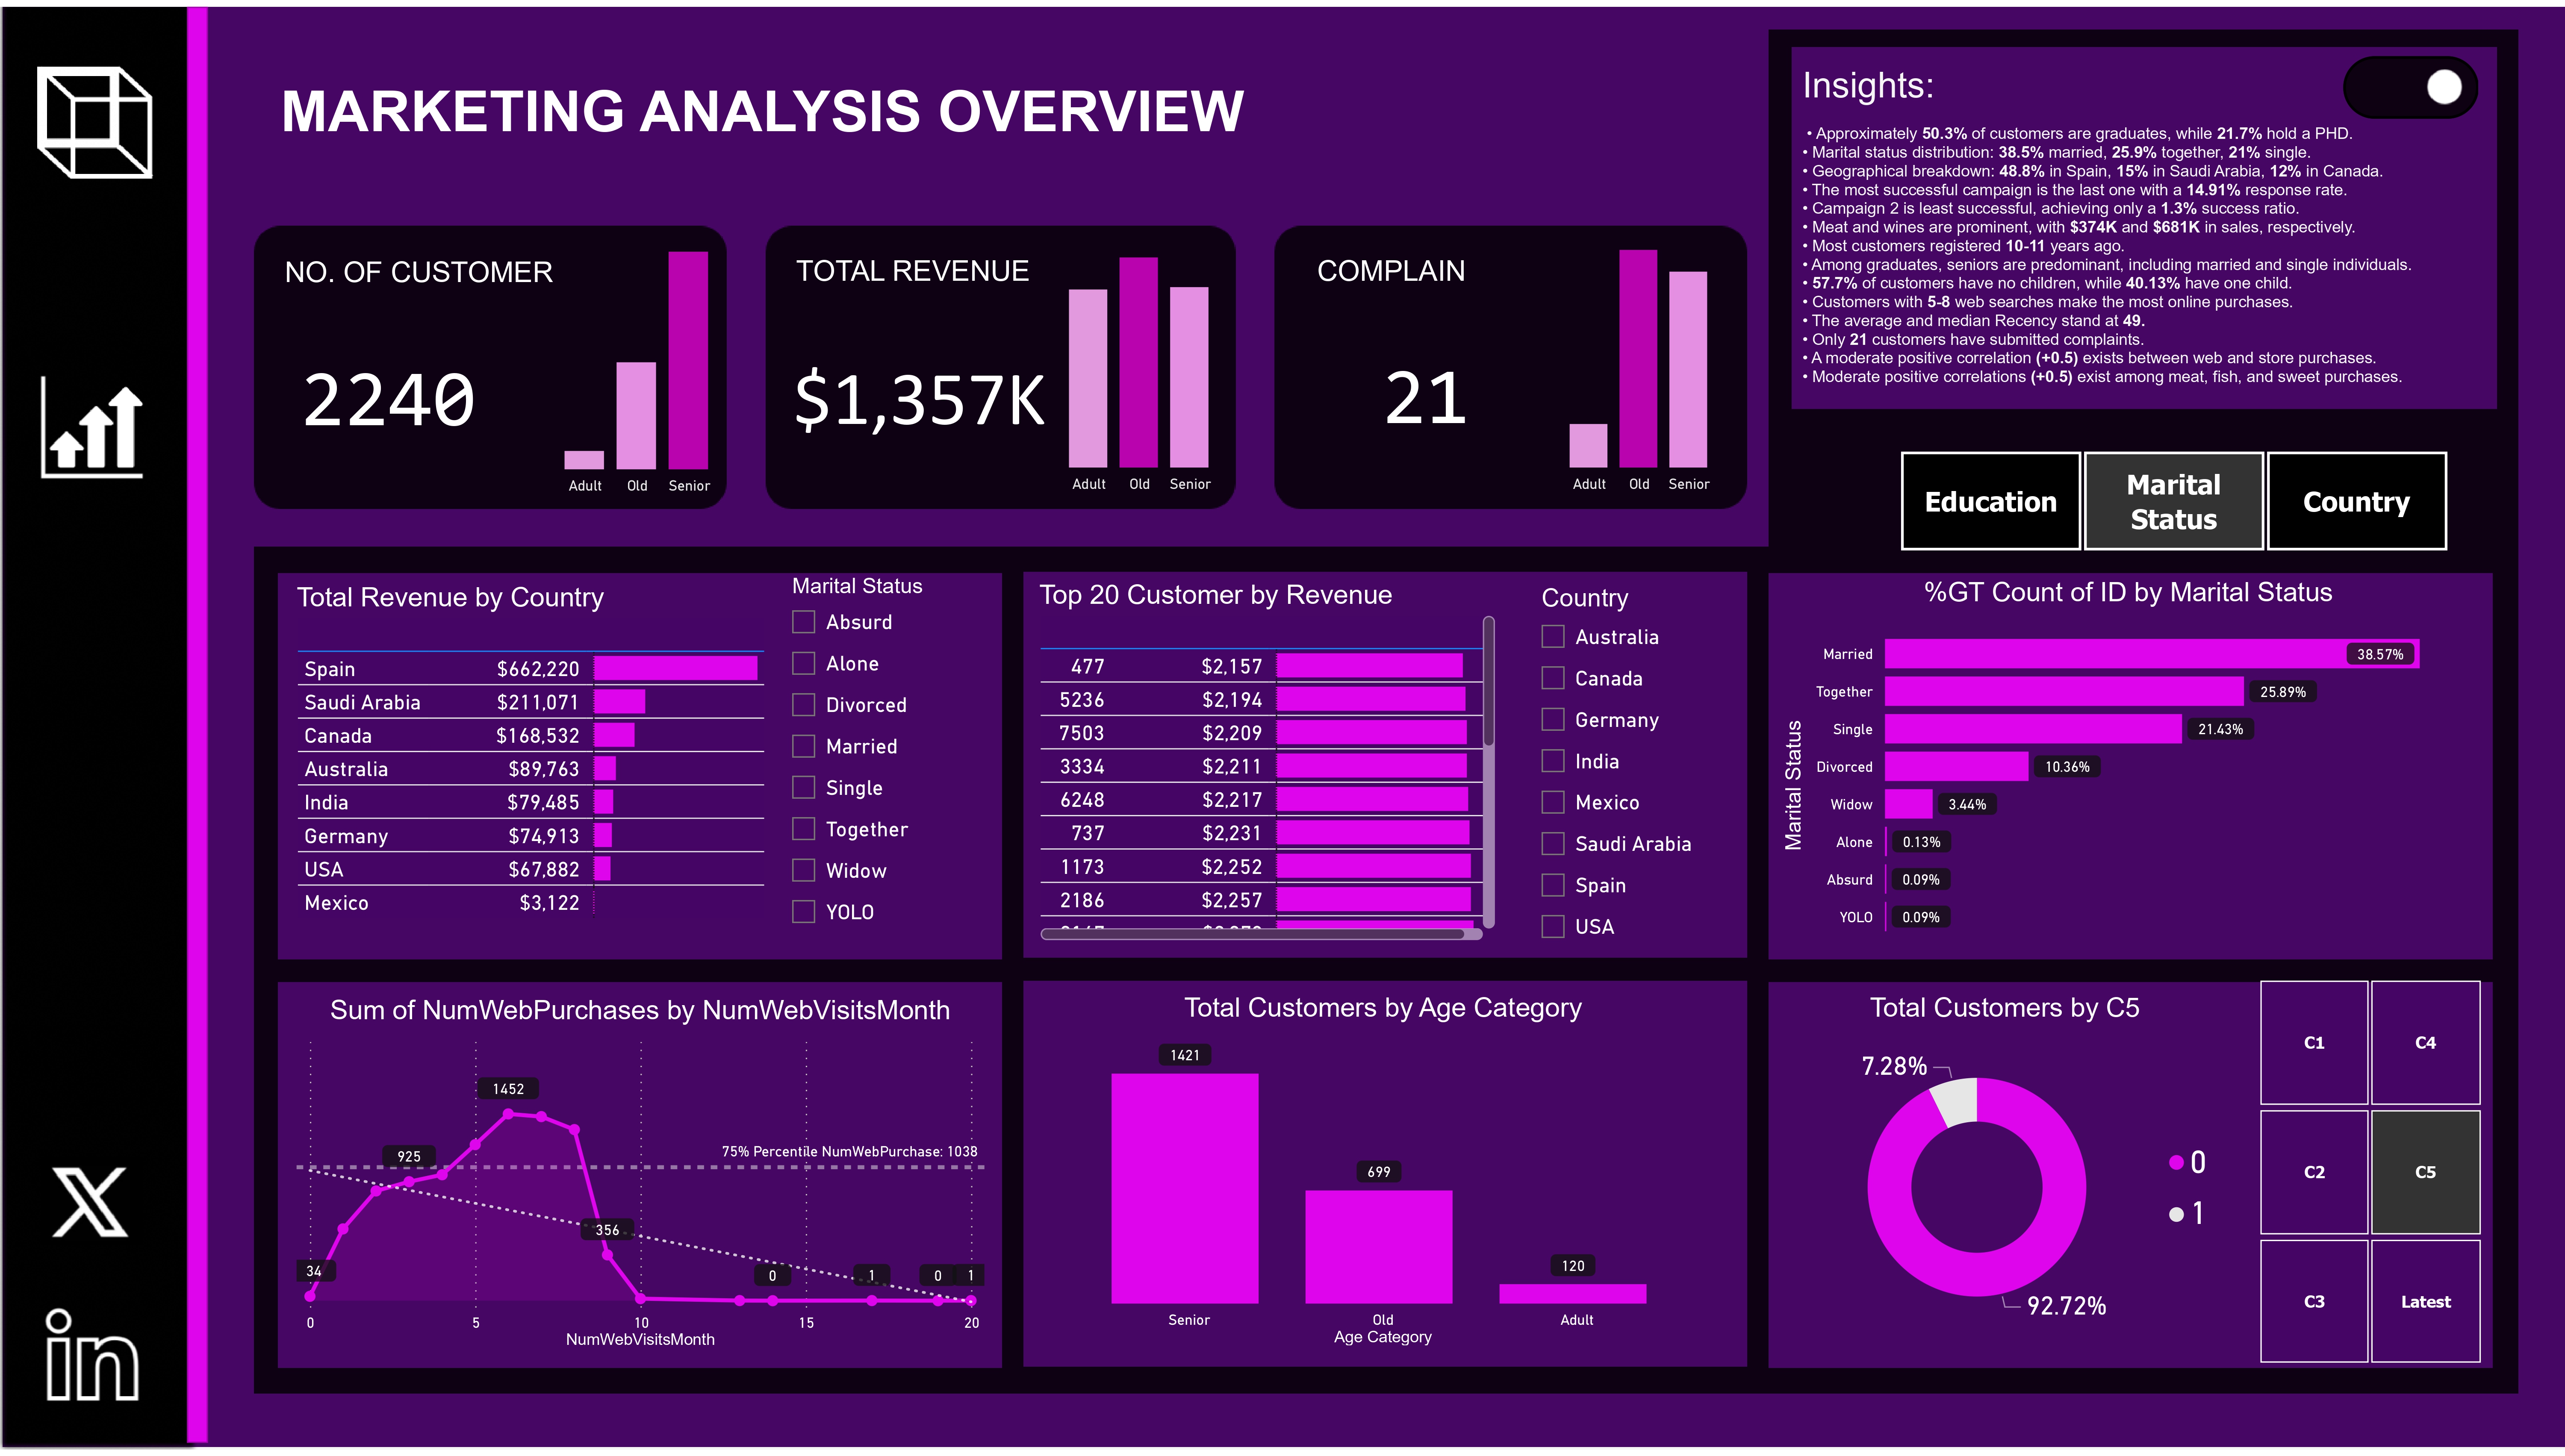 MARKETING ANALYSIS OVERVIEW
Insights:
• Approximately 50.3% of customers are graduates, while 21.7% hold a PHD.
• Marital status distribution: 38.5% married, 25.9% together, 21% single.
• Geographical breakdown: 48.8% in Spain, 15% in Saudi Arabia, 12% in Canada.
• The most successful campaign is the last one with a 14.91% response rate.
• Campaign 2 is least successful, achieving only a 1.3% success ratio.
• Meat and wines are prominent, with $374K and $681K in sales, respectively.
• Most customers registered 10-11 years ago.
• Among graduates, seniors are predominant, including married and single individuals.
• 57.7% of customers have no children, while 40.13% have one child.
• Customers with 5-8 web searches make the most online purchases.
• The average and median Recency stand at 49.
• Only 21 customers have submitted complaints.
• A moderate positive correlation (+0.5) exists between web and store purchases.
• Moderate positive correlations (+0.5) exist among meat, fish, and sweet purchases.
NO. OF CUSTOMER
2240
Adult Old Senior
TOTAL REVENUE
$1,357K
Adult Old Senior
COMPLAIN
21
Adult Old Senior
Education
Marital
Status
Country
Total Revenue by Country
Spain $662,220
Saudi Arabia $211,071
Canada $168,532
Australia $89,763
India $79,485
Germany $74,913
USA $67,882
Mexico $3,122
Marital Status
Absurd
Alone
Divorced
Married
Single
Together
Widow
YOLO
Top 20 Customer by Revenue
477 $2,157
5236 $2,194
7503 $2,209
3334 $2,211
6248 $2,217
737 $2,231
1173 $2,252
2186 $2,257
Country
Australia
Canada
Germany
India
Mexico
Saudi Arabia
Spain
USA
%GT Count of ID by Marital Status
Marital Status
Married 38.57%
Together 25.89%
Single 21.43%
Divorced 10.36%
Widow 3.44%
Alone 0.13%
Absurd 0.09%
YOLO 0.09%
Sum of NumWebPurchases by NumWebVisitsMonth
1452
925
75% Percentile NumWebPurchase: 1038
356
34
0 1 0 1
0 5 10 15 20
NumWebVisitsMonth
Total Customers by Age Category
1421
699
120
Senior Old Adult
Age Category
Total Customers by C5
7.28%
92.72%
0
1
C1 C4
C2 C5
C3 Latest
in